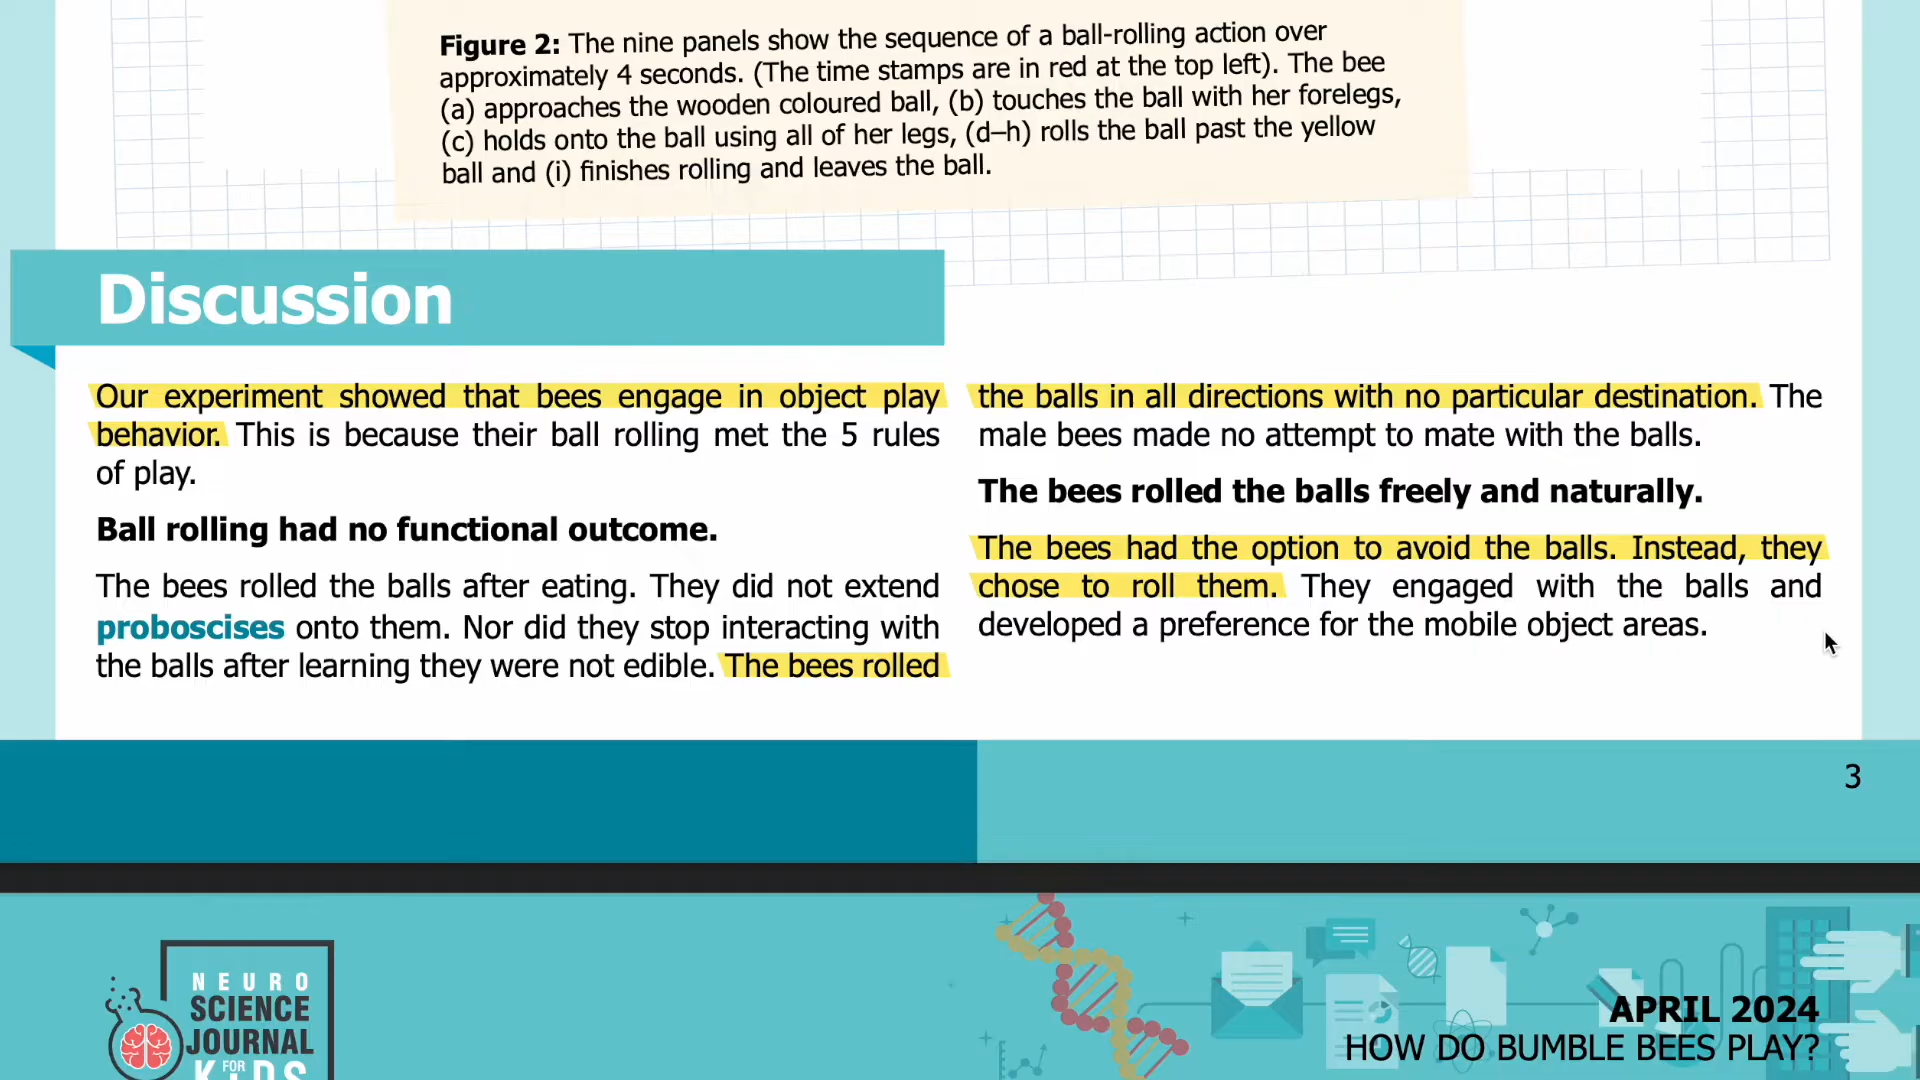 Figure 2: The nine panels show the sequence of a ball-rolling action over
approximately 4 seconds. (The time stamps are in red at the top left). The bee
(a) approaches the wooden coloured ball, (b) touches the ball with her forelegs,
(c) holds onto the ball using all of her legs, (d–h) rolls the ball past the yellow
ball and (i) finishes rolling and leaves the ball.
Discussion
Our experiment showed that bees engage in object play
behavior. This is because their ball rolling met the 5 rules
of play.
Ball rolling had no functional outcome.
The bees rolled the balls after eating. They did not extend
proboscises onto them. Nor did they stop interacting with
the balls after learning they were not edible. The bees rolled
the balls in all directions with no particular destination. The
male bees made no attempt to mate with the balls.
The bees rolled the balls freely and naturally.
The bees had the option to avoid the balls. Instead, they
chose to roll them. They engaged with the balls and
developed a preference for the mobile object areas.
3
NEURO
SCIENCE
JOURNAL
FOR
KiDS
APRIL 2024
HOW DO BUMBLE BEES PLAY?